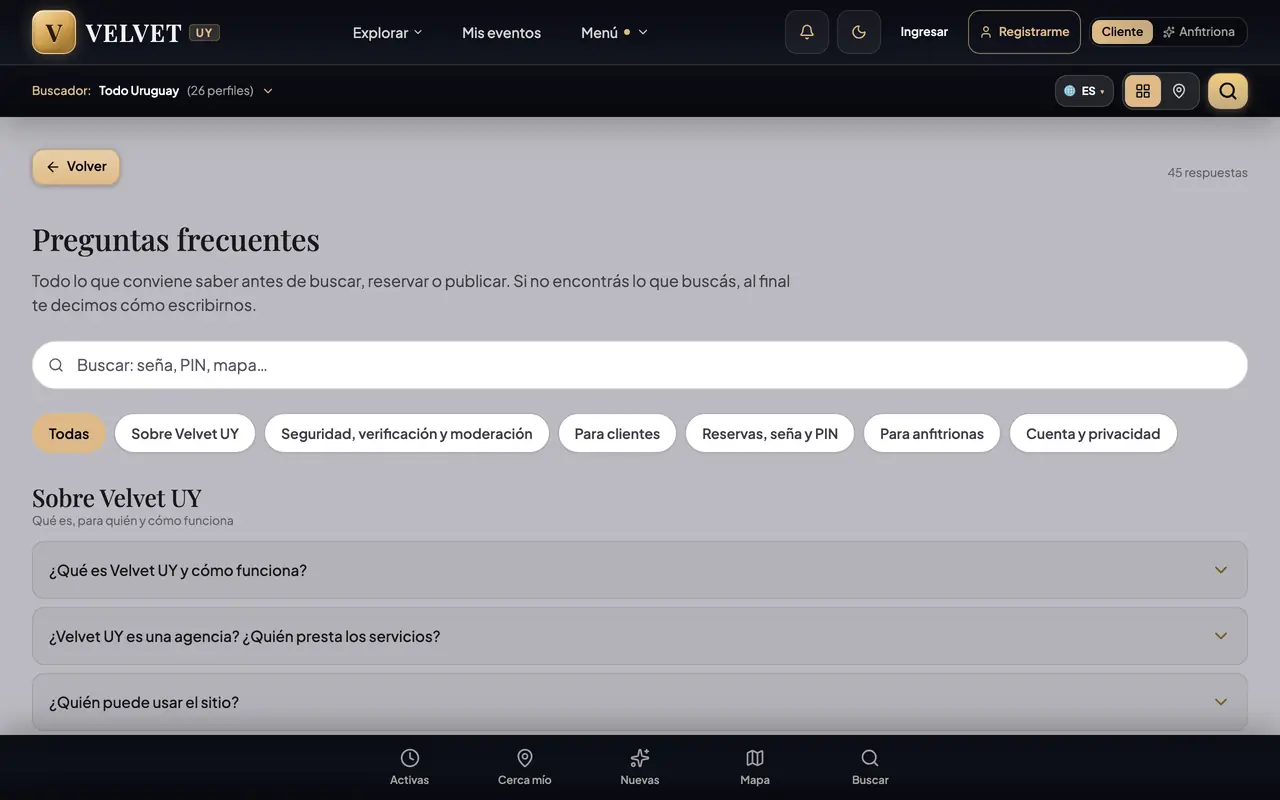 V VELVET UY
Explorar Mis eventos Menú
Ingresar Registrarme Cliente Anfitriona
Buscador: Todo Uruguay (26 perfiles)
ES
Volver
45 respuestas
Preguntas frecuentes
Todo lo que conviene saber antes de buscar, reservar o publicar. Si no encontrás lo que buscás, al final
te decimos cómo escribirnos.
Buscar: seña, PIN, mapa…
Todas Sobre Velvet UY Seguridad, verificación y moderación Para clientes Reservas, seña y PIN Para anfitrionas Cuenta y privacidad
Sobre Velvet UY
Qué es, para quién y cómo funciona
¿Qué es Velvet UY y cómo funciona?
¿Velvet UY es una agencia? ¿Quién presta los servicios?
¿Quién puede usar el sitio?
Activas Cerca mío Nuevas Mapa Buscar